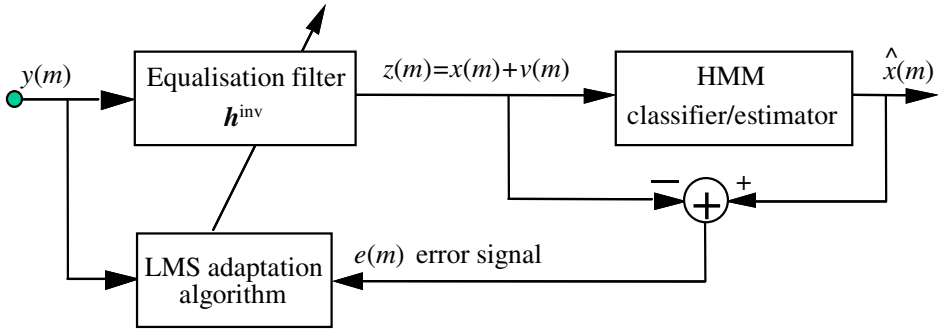 y(m)
Equalisation filter
h^inv
z(m)=x(m)+v(m)
HMM
classifier/estimator
x̂(m)
−
+
+
LMS adaptation
algorithm
e(m) error signal